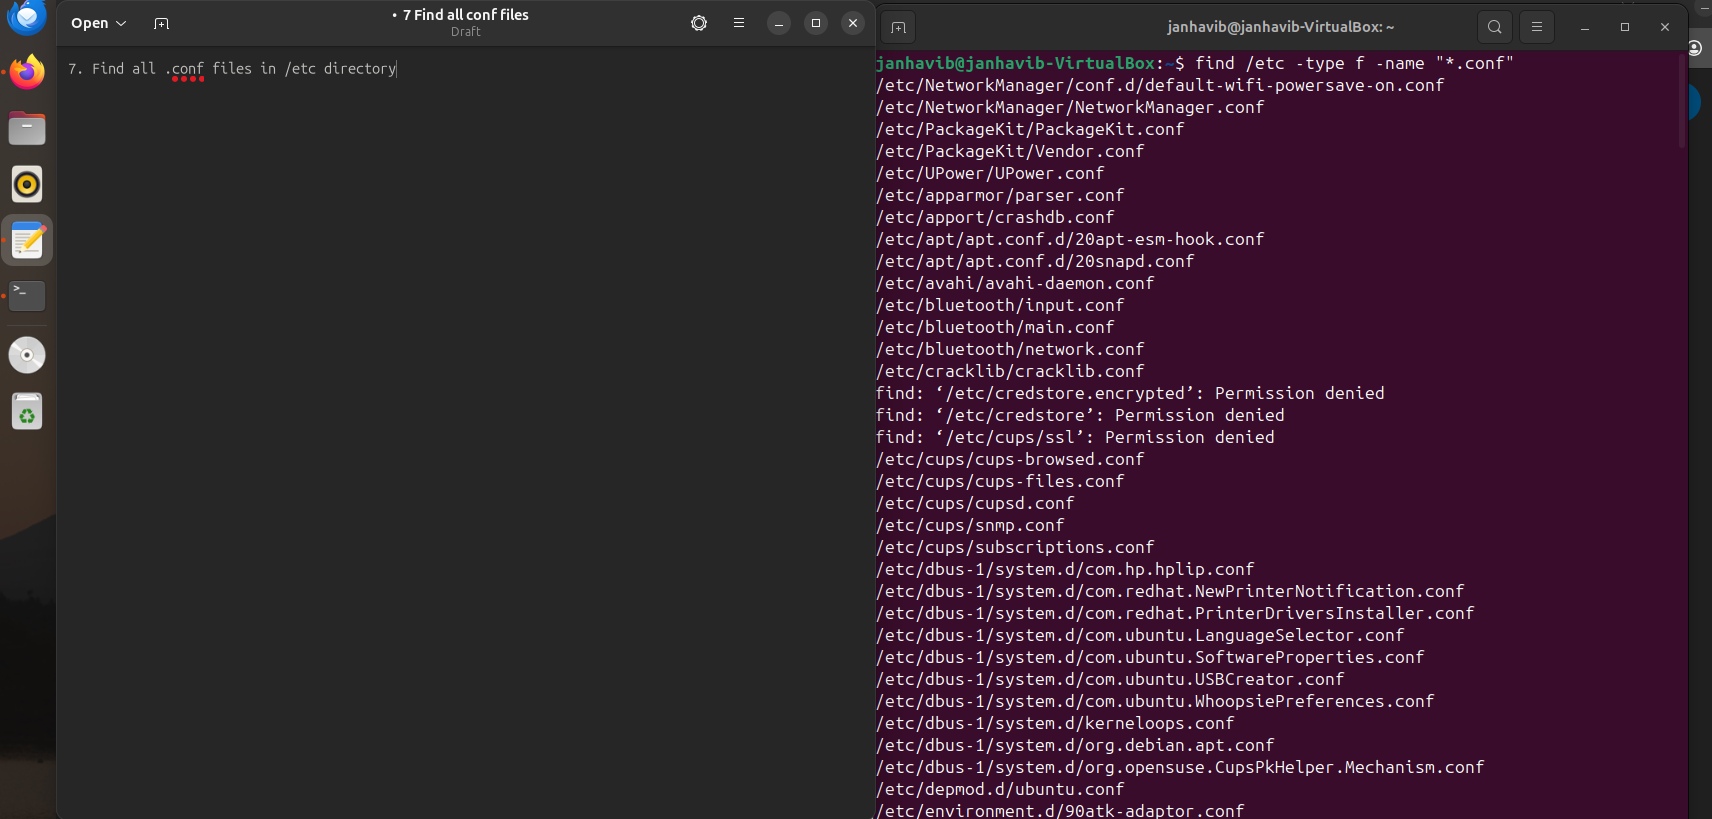 Open
• 7 Find all conf files
Draft
7. Find all .conf files in /etc directory
>_
janhavib@janhavib-VirtualBox: ~
janhavib@janhavib-VirtualBox:~$ find /etc -type f -name "*.conf"
/etc/NetworkManager/conf.d/default-wifi-powersave-on.conf
/etc/NetworkManager/NetworkManager.conf
/etc/PackageKit/PackageKit.conf
/etc/PackageKit/Vendor.conf
/etc/UPower/UPower.conf
/etc/apparmor/parser.conf
/etc/apport/crashdb.conf
/etc/apt/apt.conf.d/20apt-esm-hook.conf
/etc/apt/apt.conf.d/20snapd.conf
/etc/avahi/avahi-daemon.conf
/etc/bluetooth/input.conf
/etc/bluetooth/main.conf
/etc/bluetooth/network.conf
/etc/cracklib/cracklib.conf
find: ‘/etc/credstore.encrypted’: Permission denied
find: ‘/etc/credstore’: Permission denied
find: ‘/etc/cups/ssl’: Permission denied
/etc/cups/cups-browsed.conf
/etc/cups/cups-files.conf
/etc/cups/cupsd.conf
/etc/cups/snmp.conf
/etc/cups/subscriptions.conf
/etc/dbus-1/system.d/com.hp.hplip.conf
/etc/dbus-1/system.d/com.redhat.NewPrinterNotification.conf
/etc/dbus-1/system.d/com.redhat.PrinterDriversInstaller.conf
/etc/dbus-1/system.d/com.ubuntu.LanguageSelector.conf
/etc/dbus-1/system.d/com.ubuntu.SoftwareProperties.conf
/etc/dbus-1/system.d/com.ubuntu.USBCreator.conf
/etc/dbus-1/system.d/com.ubuntu.WhoopsiePreferences.conf
/etc/dbus-1/system.d/kerneloops.conf
/etc/dbus-1/system.d/org.debian.apt.conf
/etc/dbus-1/system.d/org.opensuse.CupsPkHelper.Mechanism.conf
/etc/depmod.d/ubuntu.conf
/etc/environment.d/90atk-adaptor.conf